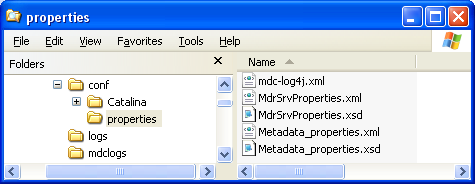 properties
File Edit View Favorites Tools Help
Folders
conf
Catalina
properties
logs
mdclogs
Name
mdc-log4j.xml
MdrSrvProperties.xml
MdrSrvProperties.xsd
Metadata_properties.xml
Metadata_properties.xsd